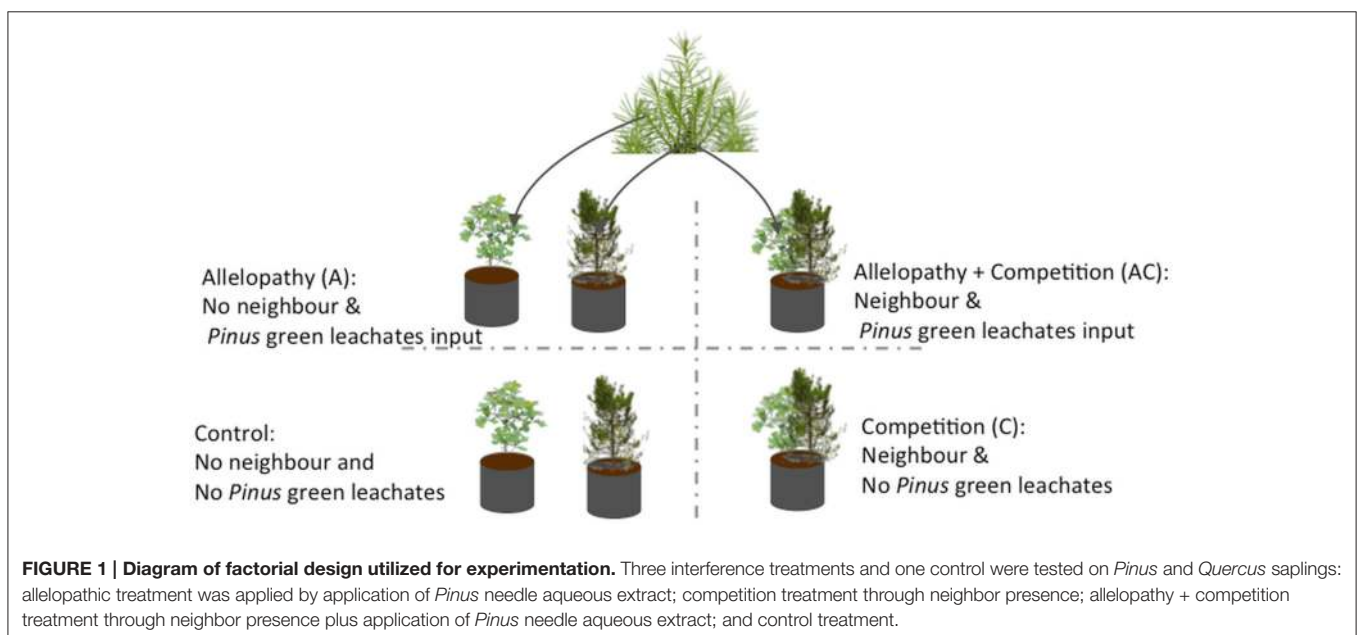 Allelopathy (A):
No neighbour &
Pinus green leachates input
Allelopathy + Competition (AC):
Neighbour &
Pinus green leachates input
Control:
No neighbour and
No Pinus green leachates
Competition (C):
Neighbour &
No Pinus green leachates
FIGURE 1 | Diagram of factorial design utilized for experimentation. Three interference treatments and one control were tested on Pinus and Quercus saplings:
allelopathic treatment was applied by application of Pinus needle aqueous extract; competition treatment through neighbor presence; allelopathy + competition
treatment through neighbor presence plus application of Pinus needle aqueous extract; and control treatment.